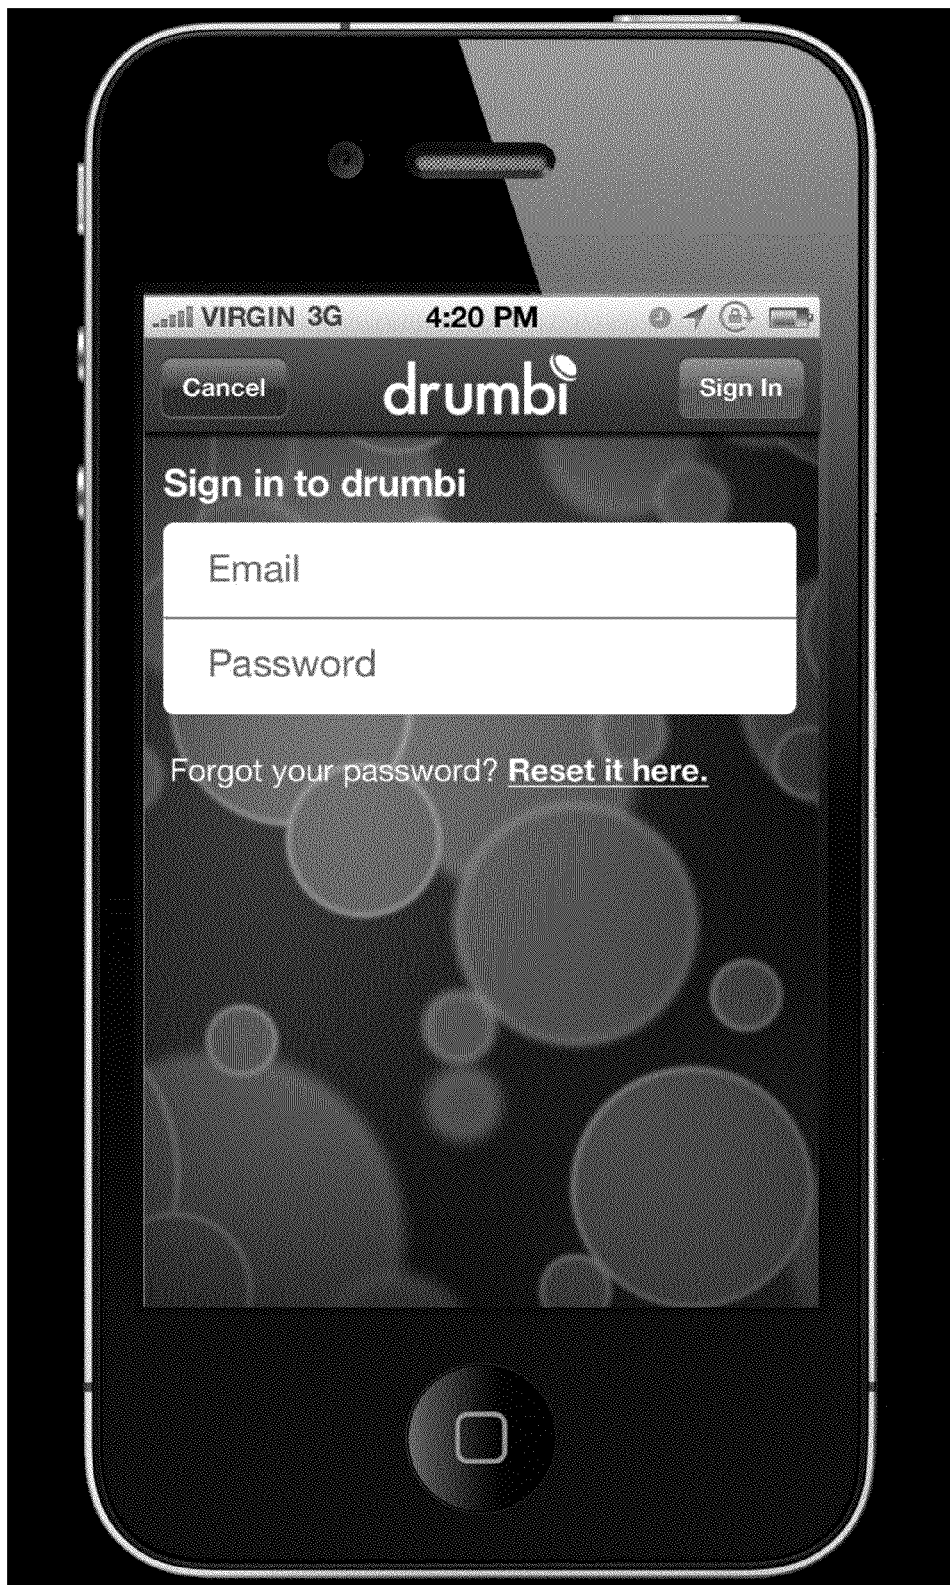 VIRGIN 3G 4:20 PM
Cancel drumbi Sign In
Sign in to drumbi
Email
Password
Forgot your password? Reset it here.